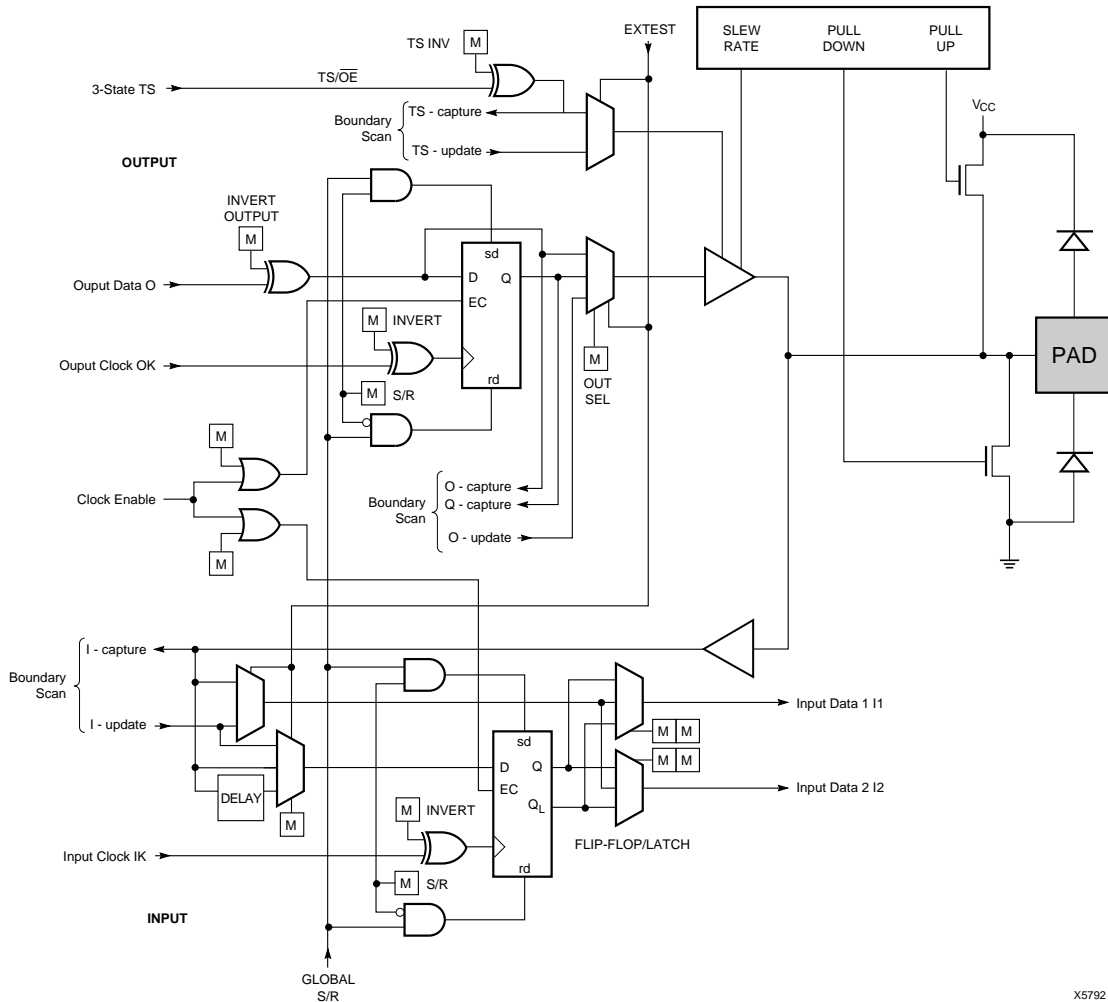 EXTEST
SLEW
RATE
PULL
DOWN
PULL
UP
TS INV
M
TS/OE
3-State TS
TS - capture
Boundary
Scan
TS - update
VCC
OUTPUT
INVERT
OUTPUT
M
sd
D
Q
Ouput Data O
EC
M
INVERT
PAD
Ouput Clock OK
M
rd
OUT
SEL
M
S/R
M
Clock Enable
O - capture
Boundary
Scan
Q - capture
O - update
M
I - capture
Boundary
Scan
I - update
Input Data 1 I1
M
M
sd
M
M
D
Q
EC
Input Data 2 I2
DELAY
QL
M
M
INVERT
FLIP-FLOP/LATCH
Input Clock IK
rd
M
S/R
INPUT
GLOBAL
S/R
X5792